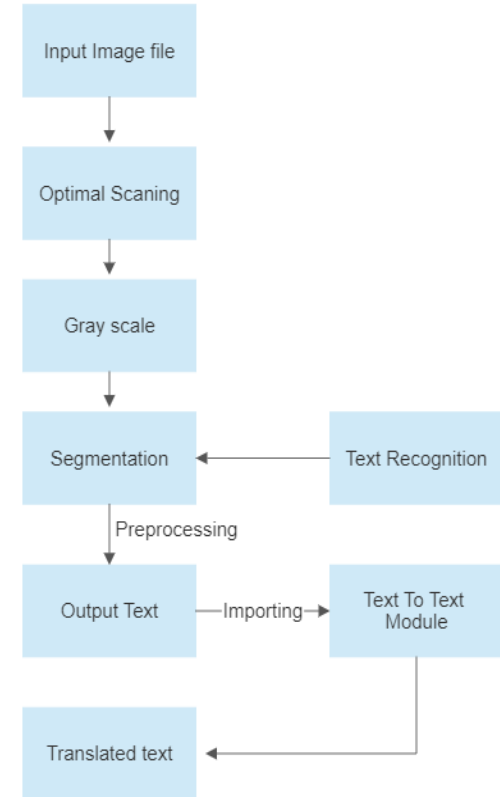 Input Image file
Optimal Scaning
Gray scale
Segmentation
Text Recognition
Preprocessing
Output Text
Importing
Text To Text
Module
Translated text